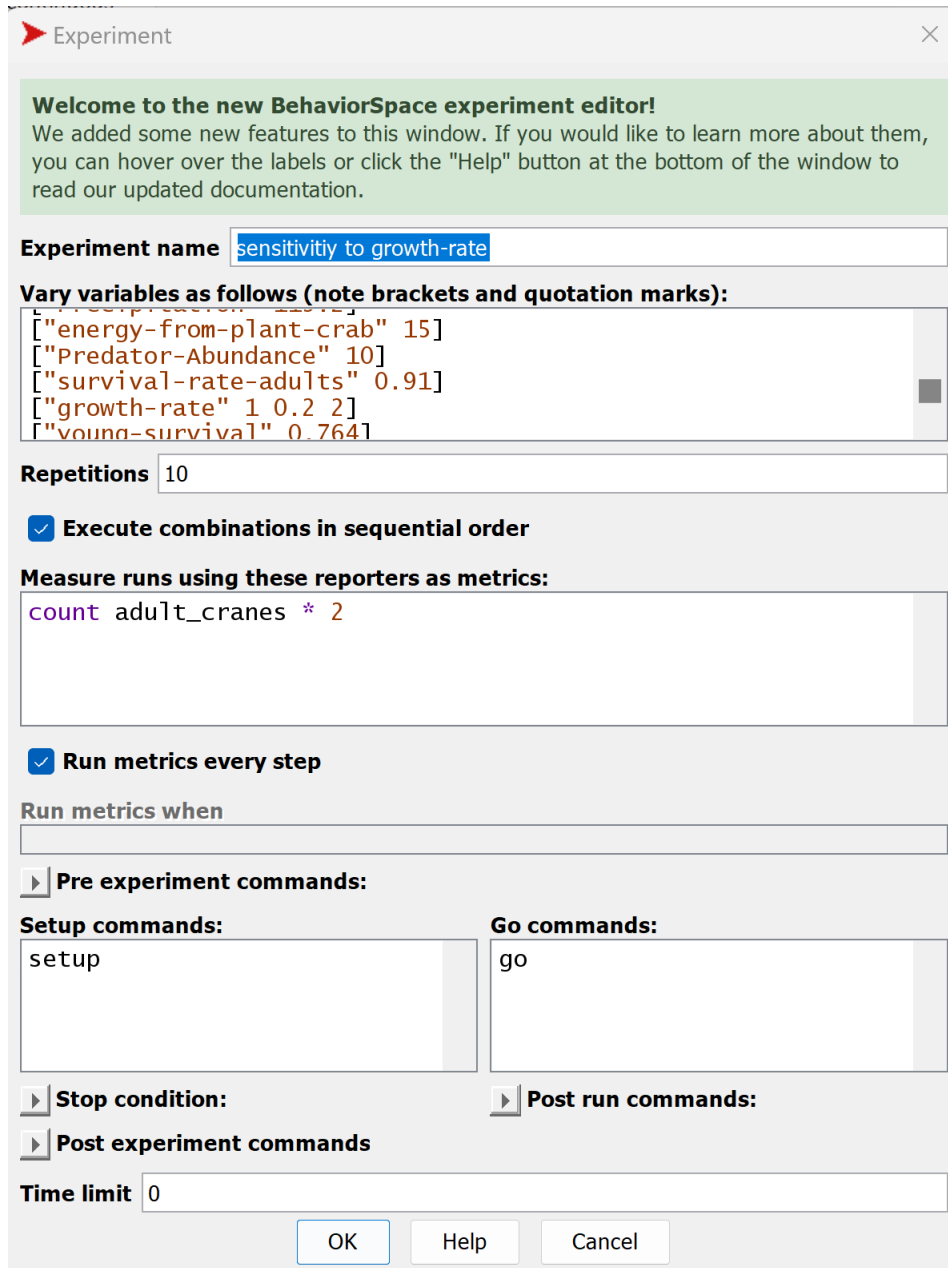 Experiment
Welcome to the new BehaviorSpace experiment editor!
We added some new features to this window. If you would like to learn more about them,
you can hover over the labels or click the "Help" button at the bottom of the window to
read our updated documentation.
Experiment name sensitivitiy to growth-rate
Vary variables as follows (note brackets and quotation marks):
["energy-from-plant-crab" 15]
["Predator-Abundance" 10]
["survival-rate-adults" 0.91]
["growth-rate" 1 0.2 2]
["young-survival" 0.764]
Repetitions 10
Execute combinations in sequential order
Measure runs using these reporters as metrics:
count adult_cranes * 2
Run metrics every step
Run metrics when
Pre experiment commands:
Setup commands: Go commands:
setup go
Stop condition: Post run commands:
Post experiment commands
Time limit 0
OK Help Cancel